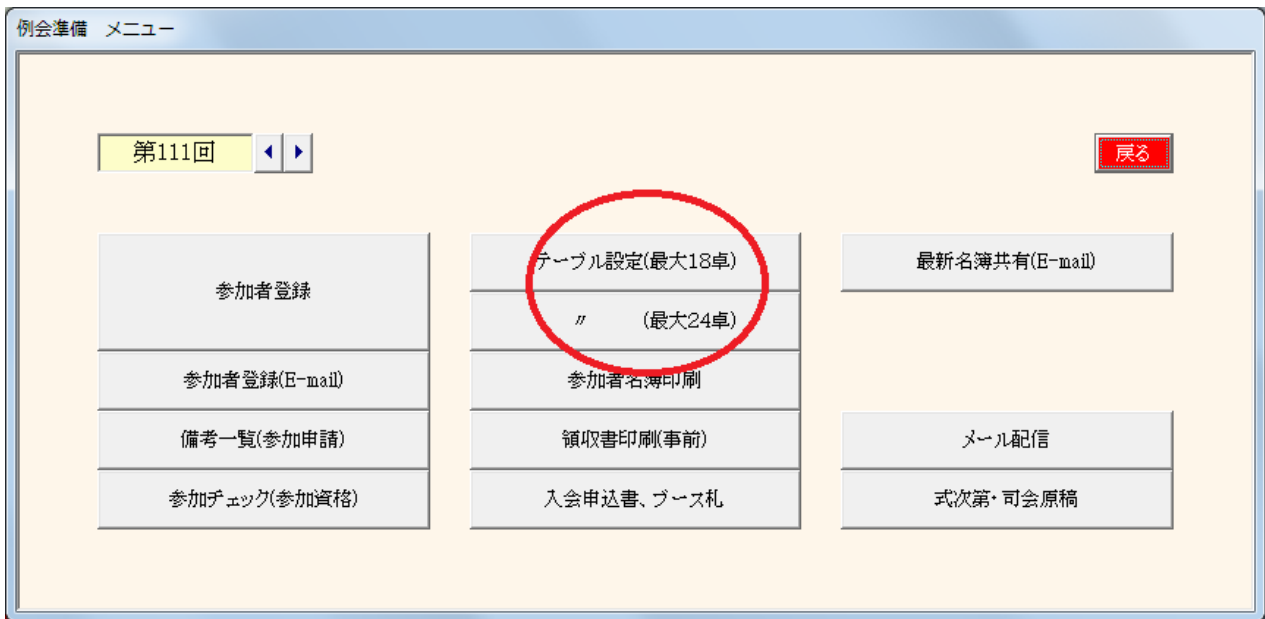 例会準備 メニュー
第111回
戻る
参加者登録
テーブル設定(最大18卓)
最新名簿共有(E-mail)
〃 (最大24卓)
参加者登録(E-mail)
参加者名簿印刷
備考一覧(参加申請)
領収書印刷(事前)
メール配信
参加チェック(参加資格)
入会申込書、ブース札
式次第・司会原稿